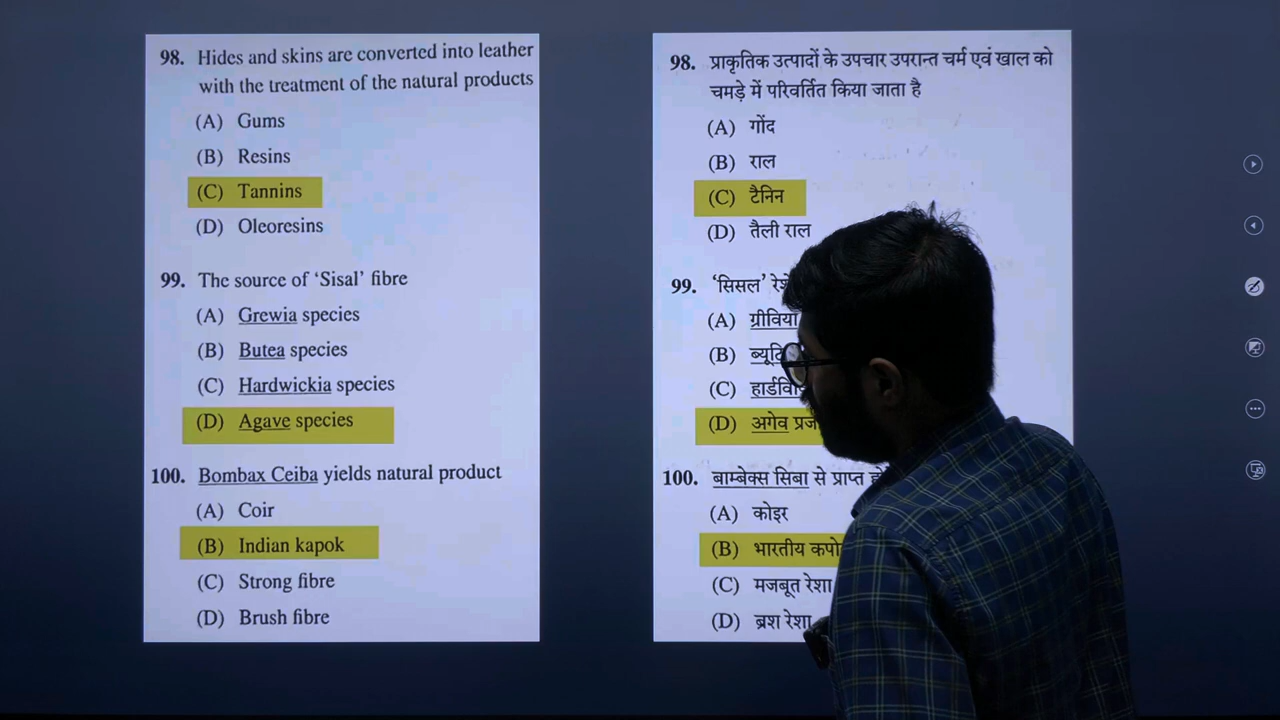 98. Hides and skins are converted into leather
with the treatment of the natural products
(A) Gums
(B) Resins
(C) Tannins
(D) Oleoresins
99. The source of ‘Sisal’ fibre
(A) Grewia species
(B) Butea species
(C) Hardwickia species
(D) Agave species
100. Bombax Ceiba yields natural product
(A) Coir
(B) Indian kapok
(C) Strong fibre
(D) Brush fibre
98. प्राकृतिक उत्पादों के उपचार उपरान्त चर्म एवं खाल को
चमड़े में परिवर्तित किया जाता है
(A) गोंद
(B) राल
(C) टैनिन
(D) तैली राल
99. ‘सिसल’
(A) ग्रीविया
(B)
(C)
(D) अगेव
100. बाम्बेक्स सिबा से प्राप्त
(A) कोइर
(B) भारतीय
(C) मजबूत रेशा
(D) ब्रश रेशा